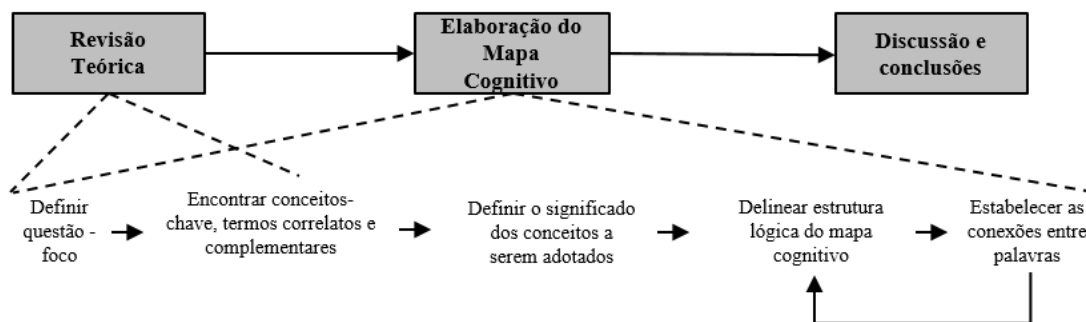 Revisão
Teórica
Elaboração do
Mapa
Cognitivo
Discussão e
conclusões
Definir
questão -
foco
Encontrar conceitos-
chave, termos correlatos e
complementares
Definir o significado
dos conceitos a
serem adotados
Delinear estrutura
lógica do mapa
cognitivo
Estabelecer as
conexões entre
palavras